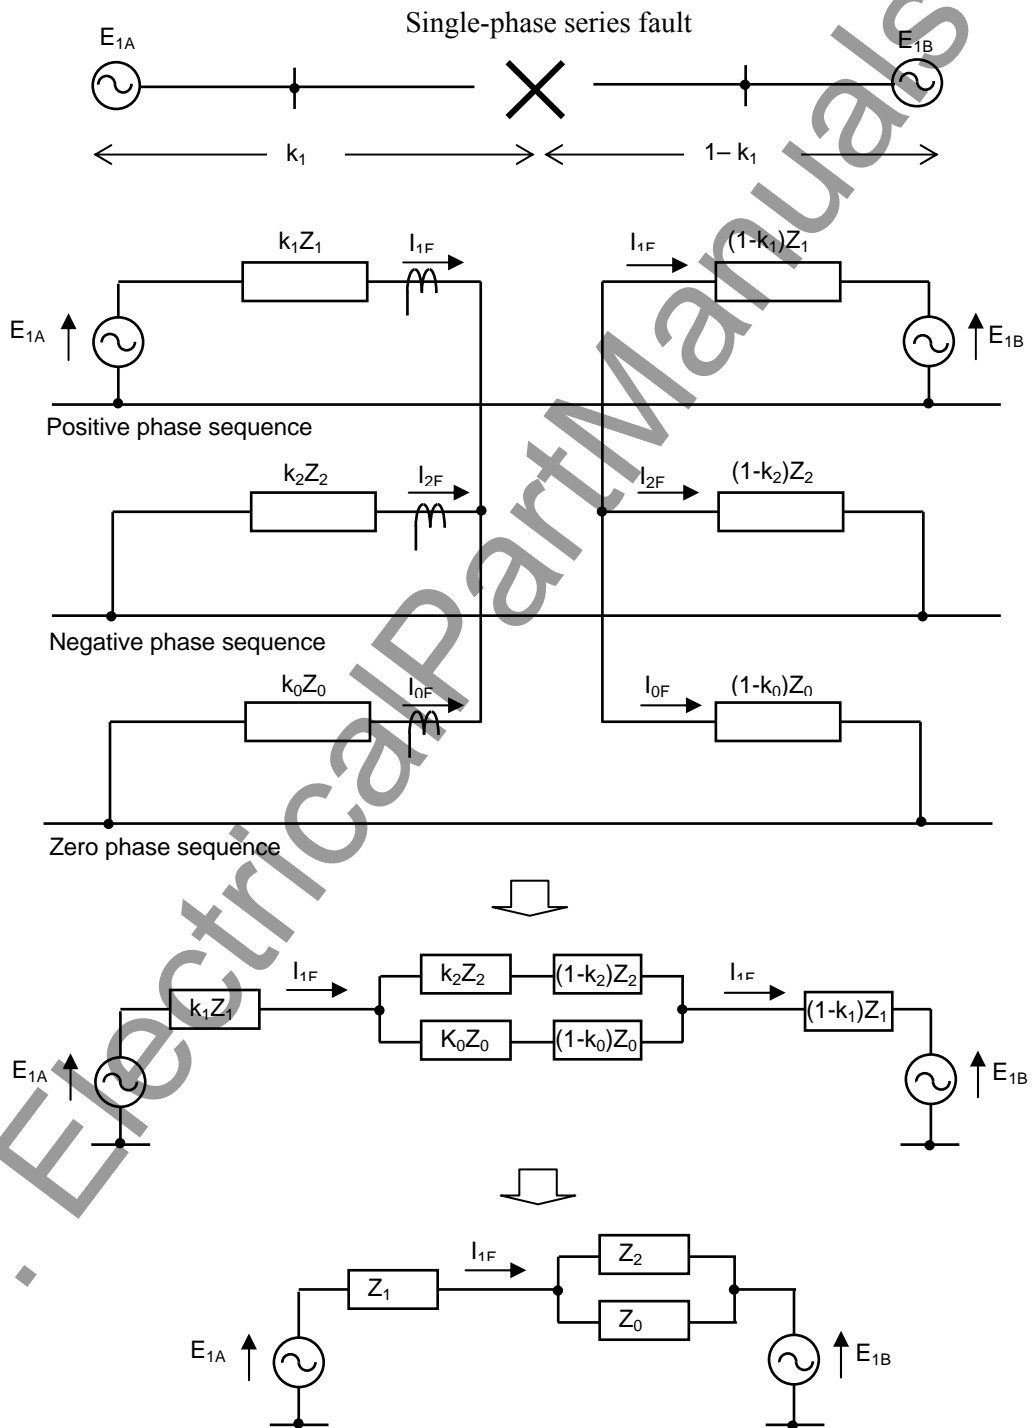 Single-phase series fault
E1A
E1B
k1
1– k1
k1Z1
I1F
I1F
(1-k1)Z1
E1A
E1B
Positive phase sequence
k2Z2
I2F
I2F
(1-k2)Z2
Negative phase sequence
k0Z0
I0F
I0F
(1-k0)Z0
Zero phase sequence
I1F
k2Z2
(1-k2)Z2
I1F
k1Z1
K0Z0
(1-k0)Z0
(1-k1)Z1
E1A
E1B
I1F
Z2
Z1
Z0
E1A
E1B
. ElectricalPartManuals